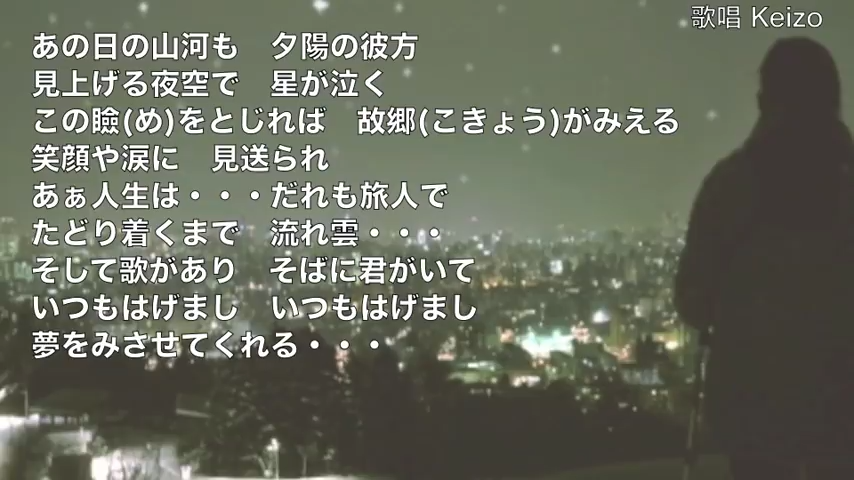 歌唱 Keizo
あの日の山河も　夕陽の彼方
見上げる夜空で　星が泣く
この瞼(め)をとじれば　故郷(こきょう)がみえる
笑顔や涙に　見送られ
あぁ人生は・・・だれも旅人で
たどり着くまで　流れ雲・・・
そして歌があり　そばに君がいて
いつもはげまし　いつもはげまし
夢をみさせてくれる・・・